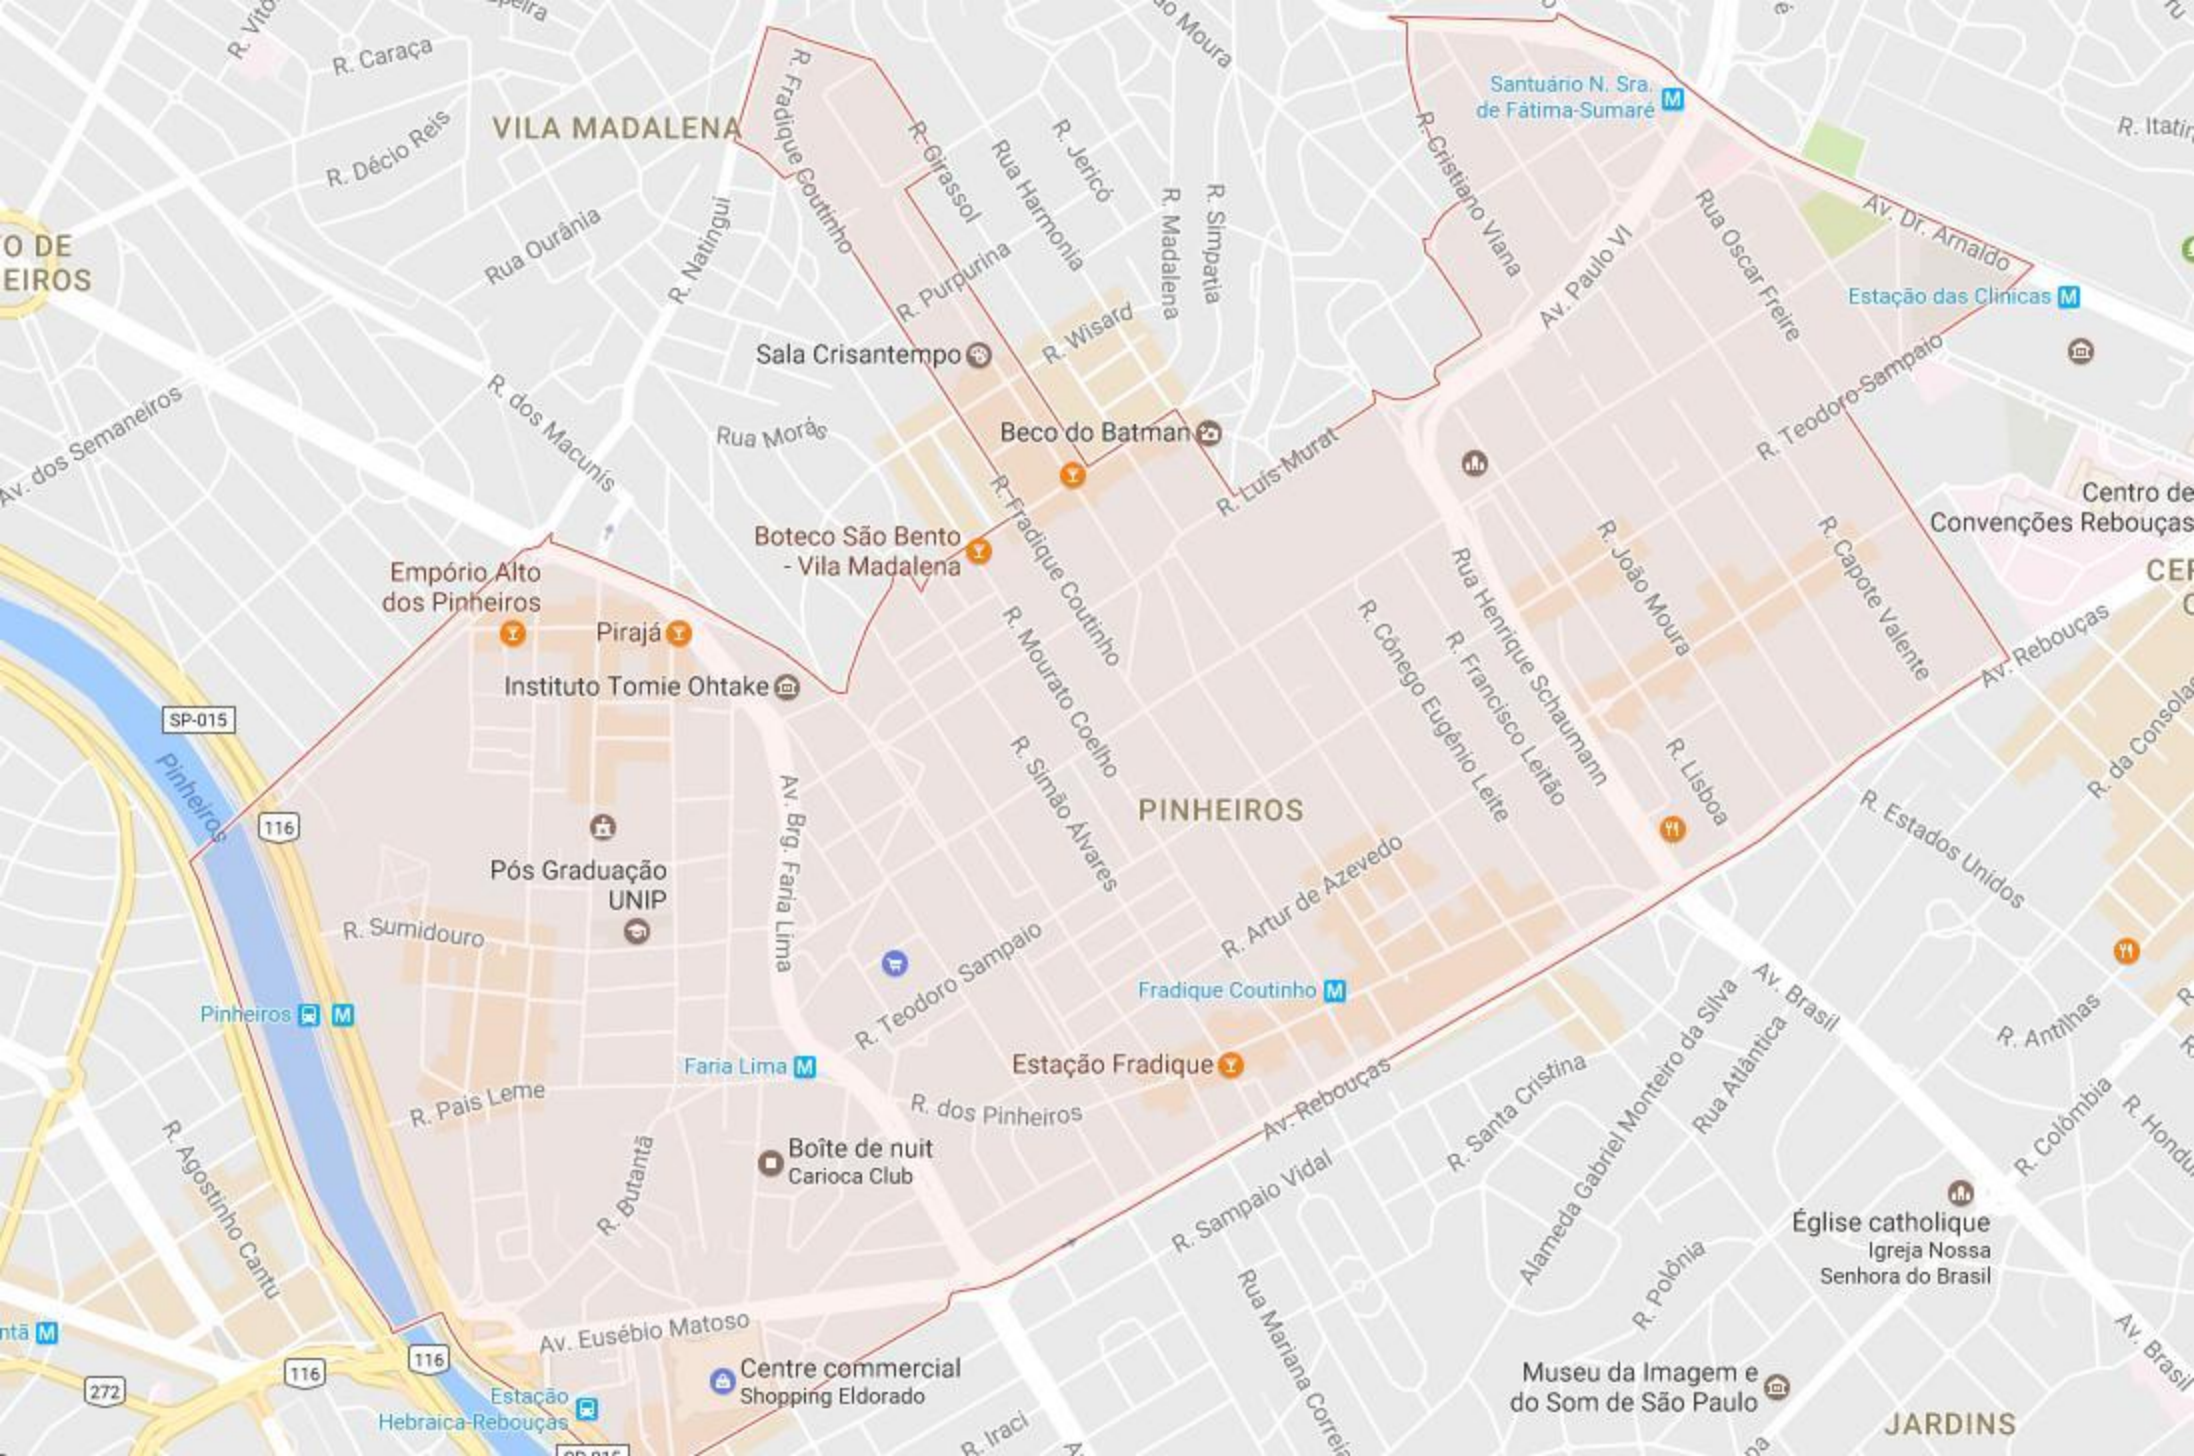 R. Caraça
R. Décio Reis
VILA MADALENA
R. Fradique Coutinho
R. Girassol
Rua Harmonia
R. Jericó
R. Madalena
R. Simpatia
Santuário N. Sra.
de Fátima-Sumaré
R. Cristiano Viana
Av. Paulo VI
Rua Oscar Freire
Av. Dr. Arnaldo
Estação das Clinicas
Rua Ourânia
R. Natingui
R. Purpurina
R. Wisard
Sala Crisantempo
R. dos Macunís
Rua Morás
Av. dos Semaneiros
Beco do Batman
R. Luís Murat
R. Teodoro Sampaio
Centro de
Convenções Rebouças
Boteco São Bento
- Vila Madalena
Empório Alto
dos Pinheiros
Pirajá
Instituto Tomie Ohtake
R. Fradique Coutinho
R. Mourato Coelho
R. Simão Álvares
R. Cônego Eugênio Leite
R. Francisco Leitão
Rua Henrique Schaumann
R. João Moura
R. Capote Valente
R. Lisboa
Av. Rebouças
SP-015
Pinheiros
116
Av. Brg. Faria Lima
PINHEIROS
R. Estados Unidos
Pós Graduação
UNIP
R. Sumidouro
R. Artur de Azevedo
R. Teodoro Sampaio
Pinheiros
Fradique Coutinho
Faria Lima
Estação Fradique
R. Pais Leme
R. dos Pinheiros
Av. Rebouças
Av. Brasil
R. Antilhas
R. Colômbia
R. Santa Cristina
Alameda Gabriel Monteiro da Silva
Rua Atlântica
R. Agostinho Cantu
R. Butantã
Boîte de nuit
Carioca Club
R. Sampaio Vidal
R. Polônia
Église catholique
Igreja Nossa
Senhora do Brasil
Av. Eusébio Matoso
Rua Mariana Correia
Av. Brasil
116
116
272
Centre commercial
Shopping Eldorado
Estação
Hebraica-Rebouças
R. Iraci
Museu da Imagem e
do Som de São Paulo
JARDINS